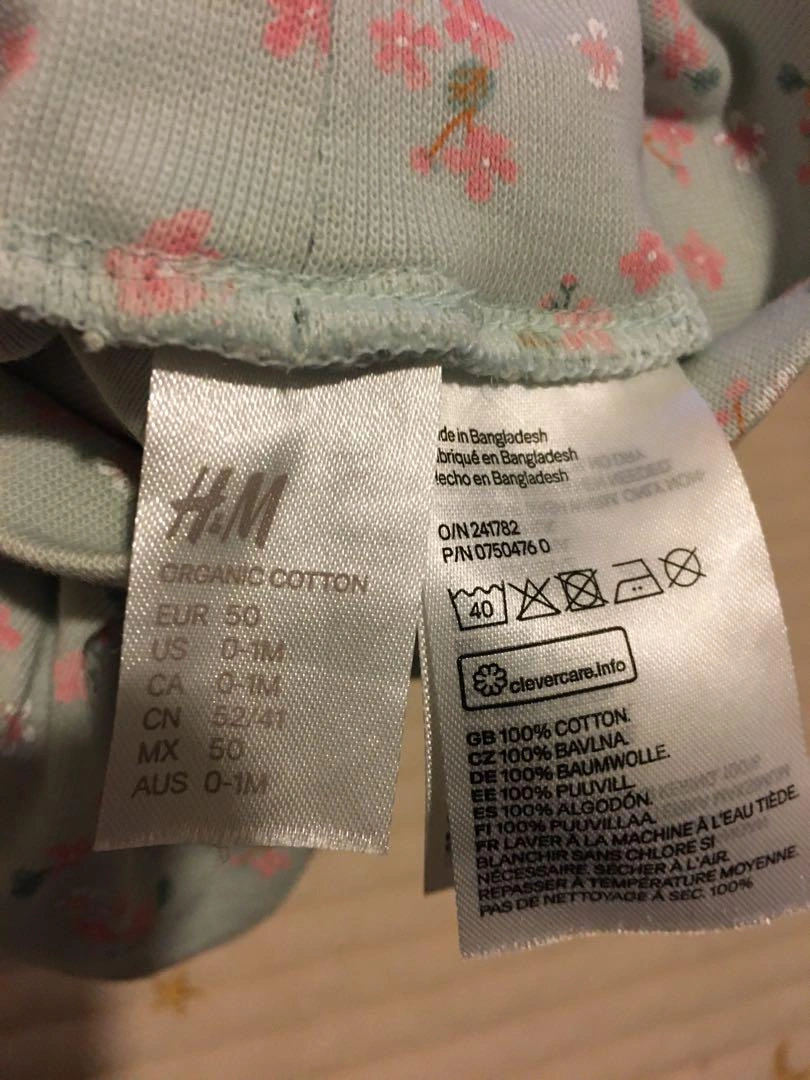 H&M
ORGANIC COTTON
EUR 50
US 0-1M
CA 0-1M
CN 52/41
MX 50
AUS 0-1M
de in Bangladesh
briqué en Bangladesh
echo en Bangladesh
O/N 241782
P/N 0750476 0
40
clevercare.info
GB 100% COTTON.
CZ 100% BAVLNA.
DE 100% BAUMWOLLE.
EE 100% PUUVILL.
ES 100% ALGODÓN.
FI 100% PUUVILLAA.
FR LAVER À LA MACHINE À L'EAU TIÈDE.
BLANCHIR SANS CHLORE SI
NÉCESSAIRE. SÉCHER À L'AIR.
REPASSER À TEMPÉRATURE MOYENNE.
PAS DE NETTOYAGE À SEC. 100%